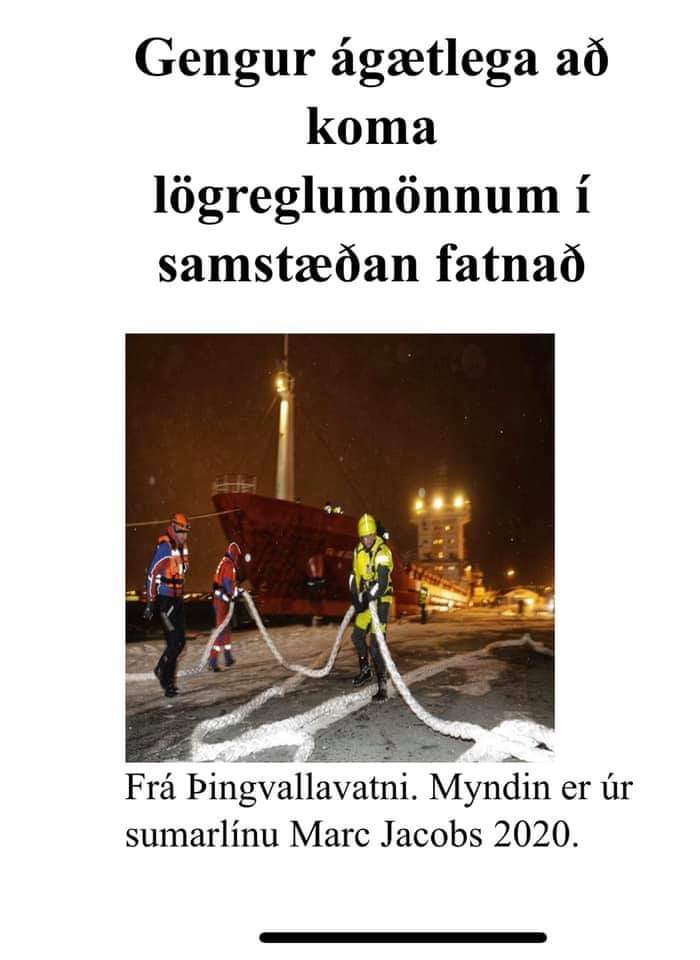 Gengur ágætlega að
koma
lögreglumönnum í
samstæðan fatnað
Frá Þingvallavatni. Myndin er úr
sumarlínu Marc Jacobs 2020.